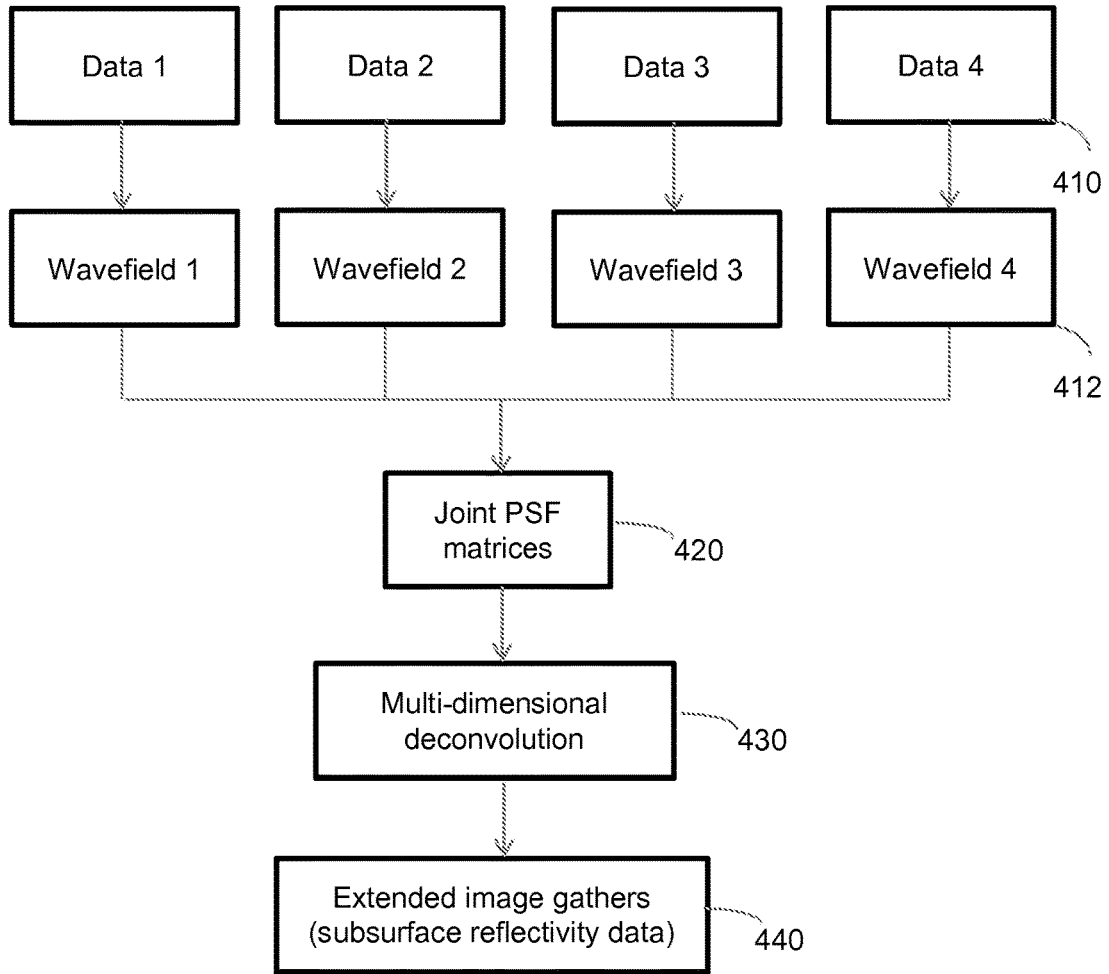 Data 1
Data 2
Data 3
Data 4
410
Wavefield 1
Wavefield 2
Wavefield 3
Wavefield 4
412
Joint PSF
matrices
420
Multi-dimensional
deconvolution
430
Extended image gathers
(subsurface reflectivity data)
440